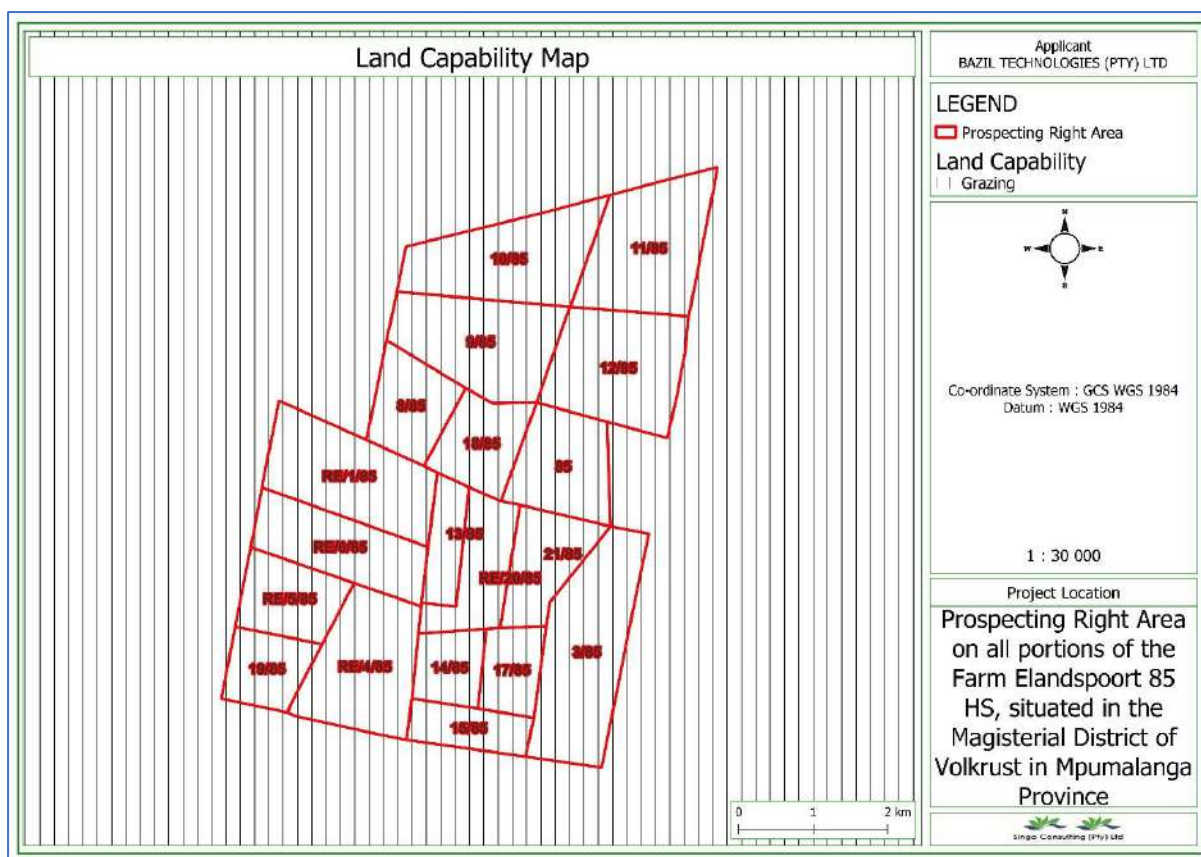 Land Capability Map
10/85
11/85
9/85
12/85
8/85
18/85
85
RE/1/85
13/85
RE/6/85
21/85
RE/20/85
RE/5/85
19/85
RE/4/85
14/85
17/85
3/85
15/85
0 1 2 km
Applicant
BAZIL TECHNOLOGIES (PTY) LTD
LEGEND
Prospecting Right Area
Land Capability
Grazing
N
W E
S
Co-ordinate System : GCS WGS 1984
Datum : WGS 1984
1 : 30 000
Project Location
Prospecting Right Area
on all portions of the
Farm Elandspoort 85
HS, situated in the
Magisterial District of
Volkrust in Mpumalanga
Province
Singo Consulting (Pty) Ltd